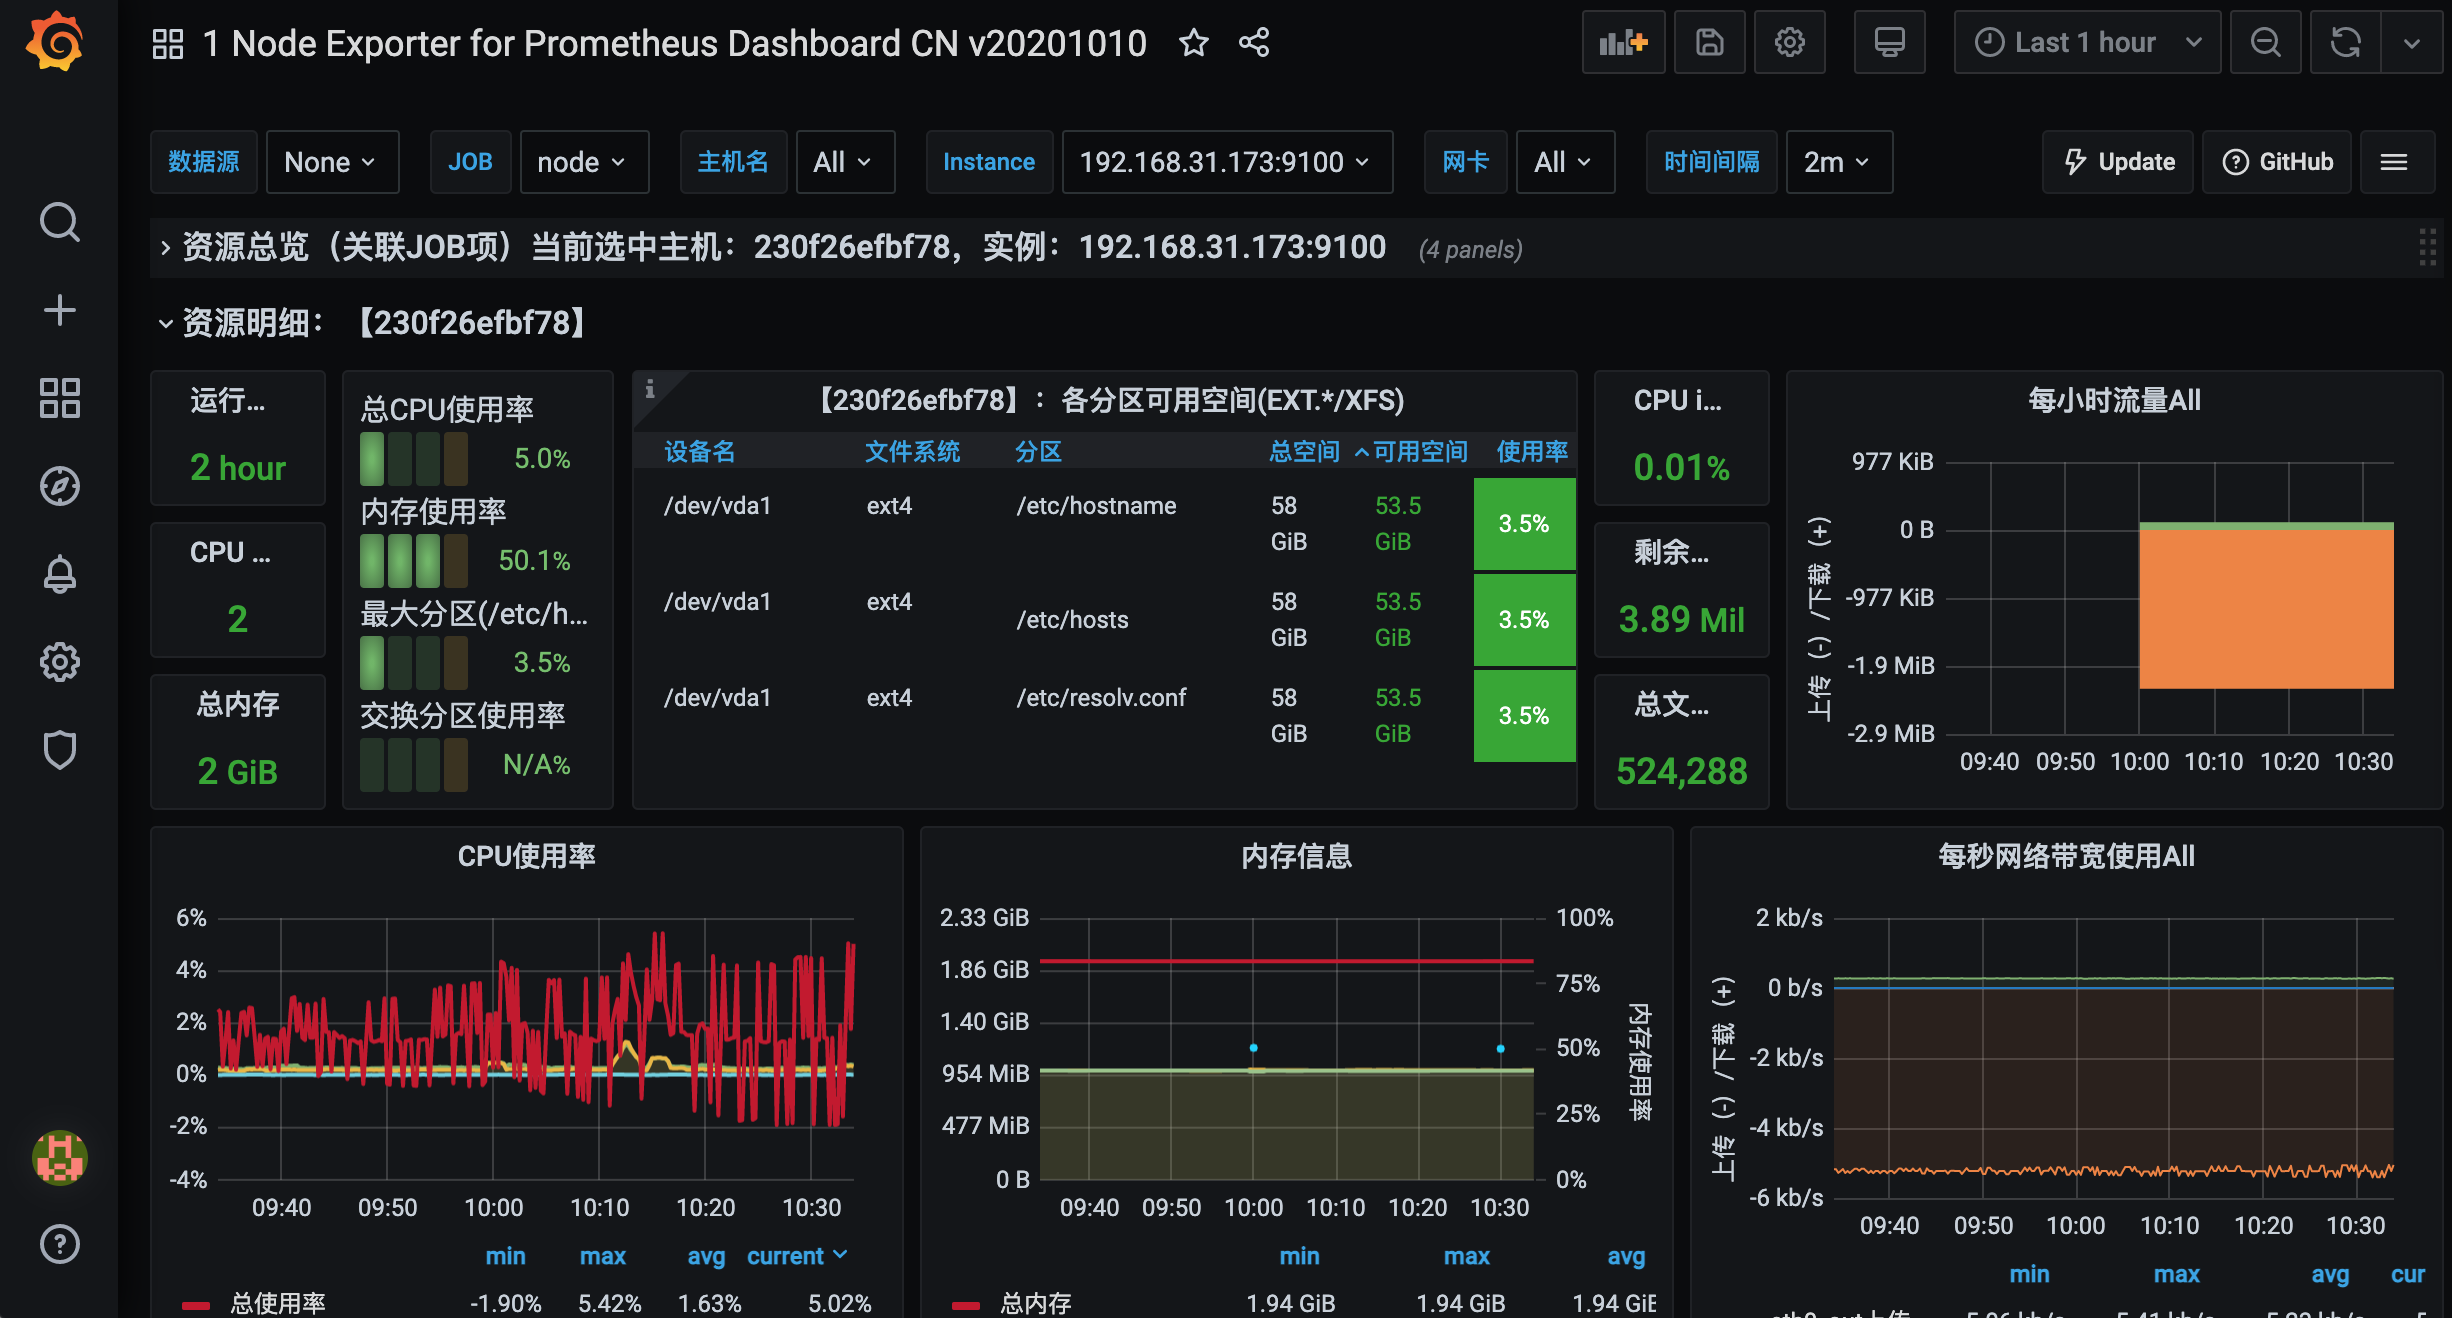 1 Node Exporter for Prometheus Dashboard CN v20201010
Last 1 hour
数据源 None JOB node 主机名 All Instance 192.168.31.173:9100 网卡 All 时间间隔 2m Update GitHub
资源总览（关联JOB项）当前选中主机：230f26efbf78，实例：192.168.31.173:9100 (4 panels)
资源明细：【230f26efbf78】
运行...
2 hour
CPU ...
2
总内存
2 GiB
总CPU使用率
5.0%
内存使用率
50.1%
最大分区(/etc/h...
3.5%
交换分区使用率
N/A%
i
【230f26efbf78】：各分区可用空间(EXT.*/XFS)
设备名 文件系统 分区 总空间 可用空间 使用率
/dev/vda1 ext4 /etc/hostname 58 GiB 53.5 GiB 3.5%
/dev/vda1 ext4 /etc/hosts 58 GiB 53.5 GiB 3.5%
/dev/vda1 ext4 /etc/resolv.conf 58 GiB 53.5 GiB 3.5%
CPU i...
0.01%
剩余...
3.89 Mil
总文...
524,288
每小时流量All
上传（-）/下载（+）
977 KiB
0 B
-977 KiB
-1.9 MiB
-2.9 MiB
09:40 09:50 10:00 10:10 10:20 10:30
CPU使用率
6%
4%
2%
0%
-2%
-4%
09:40 09:50 10:00 10:10 10:20 10:30
min max avg current
总使用率 -1.90% 5.42% 1.63% 5.02%
内存信息
2.33 GiB
1.86 GiB
1.40 GiB
954 MiB
477 MiB
0 B
100%
75%
50%
25%
0%
内存使用率
09:40 09:50 10:00 10:10 10:20 10:30
min max avg
总内存 1.94 GiB 1.94 GiB 1.94 GiB
每秒网络带宽使用All
上传（-）/下载（+）
2 kb/s
0 b/s
-2 kb/s
-4 kb/s
-6 kb/s
09:40 09:50 10:00 10:10 10:20 10:30
min max avg cur